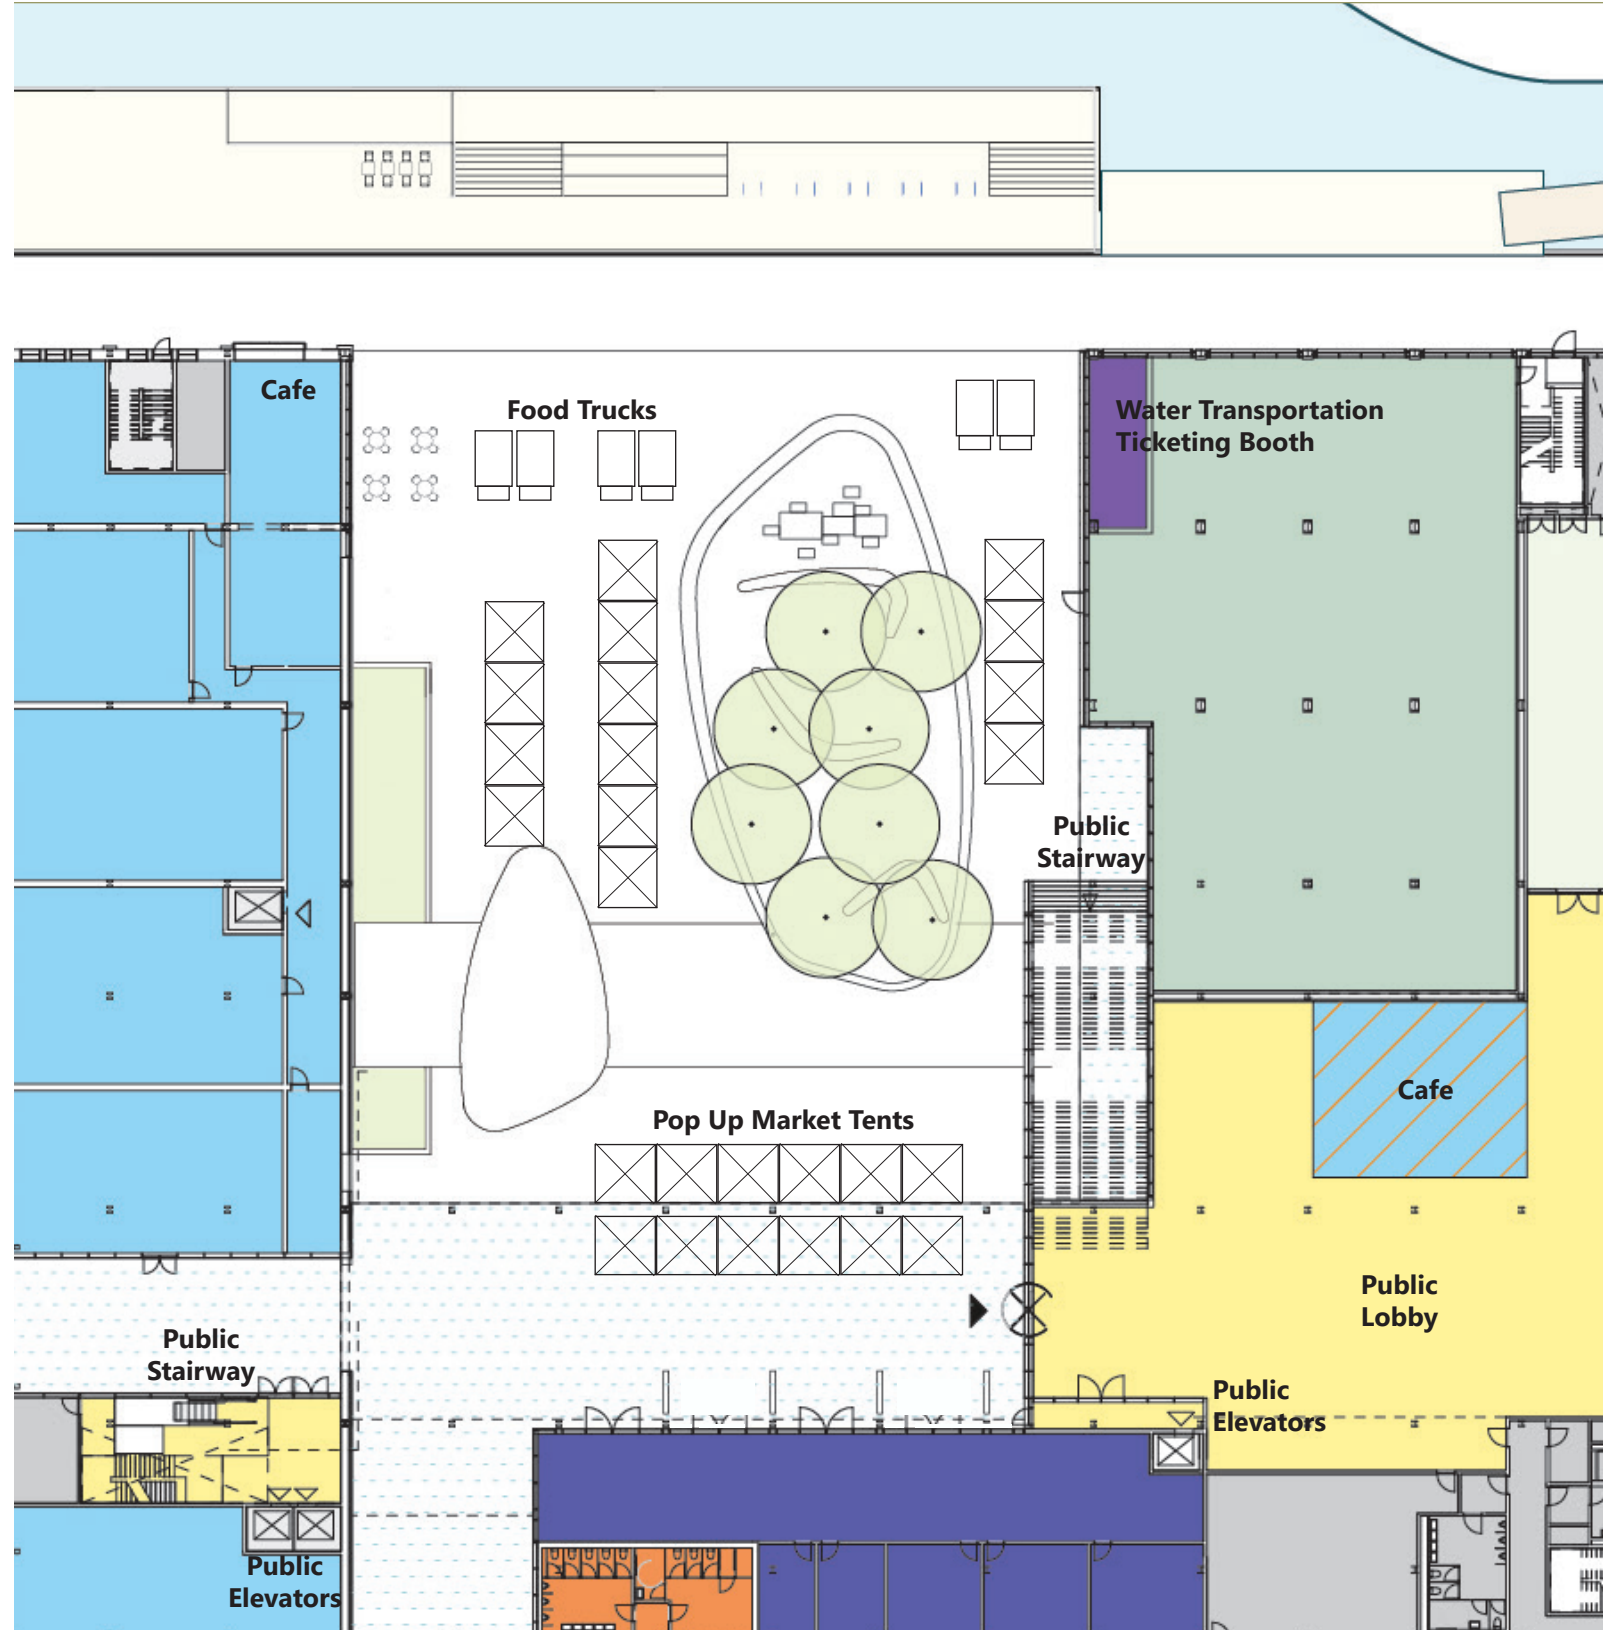 Cafe
Food Trucks
Water Transportation
Ticketing Booth
Public
Stairway
Cafe
Pop Up Market Tents
Public
Lobby
Public
Stairway
Public
Elevators
Public
Elevators